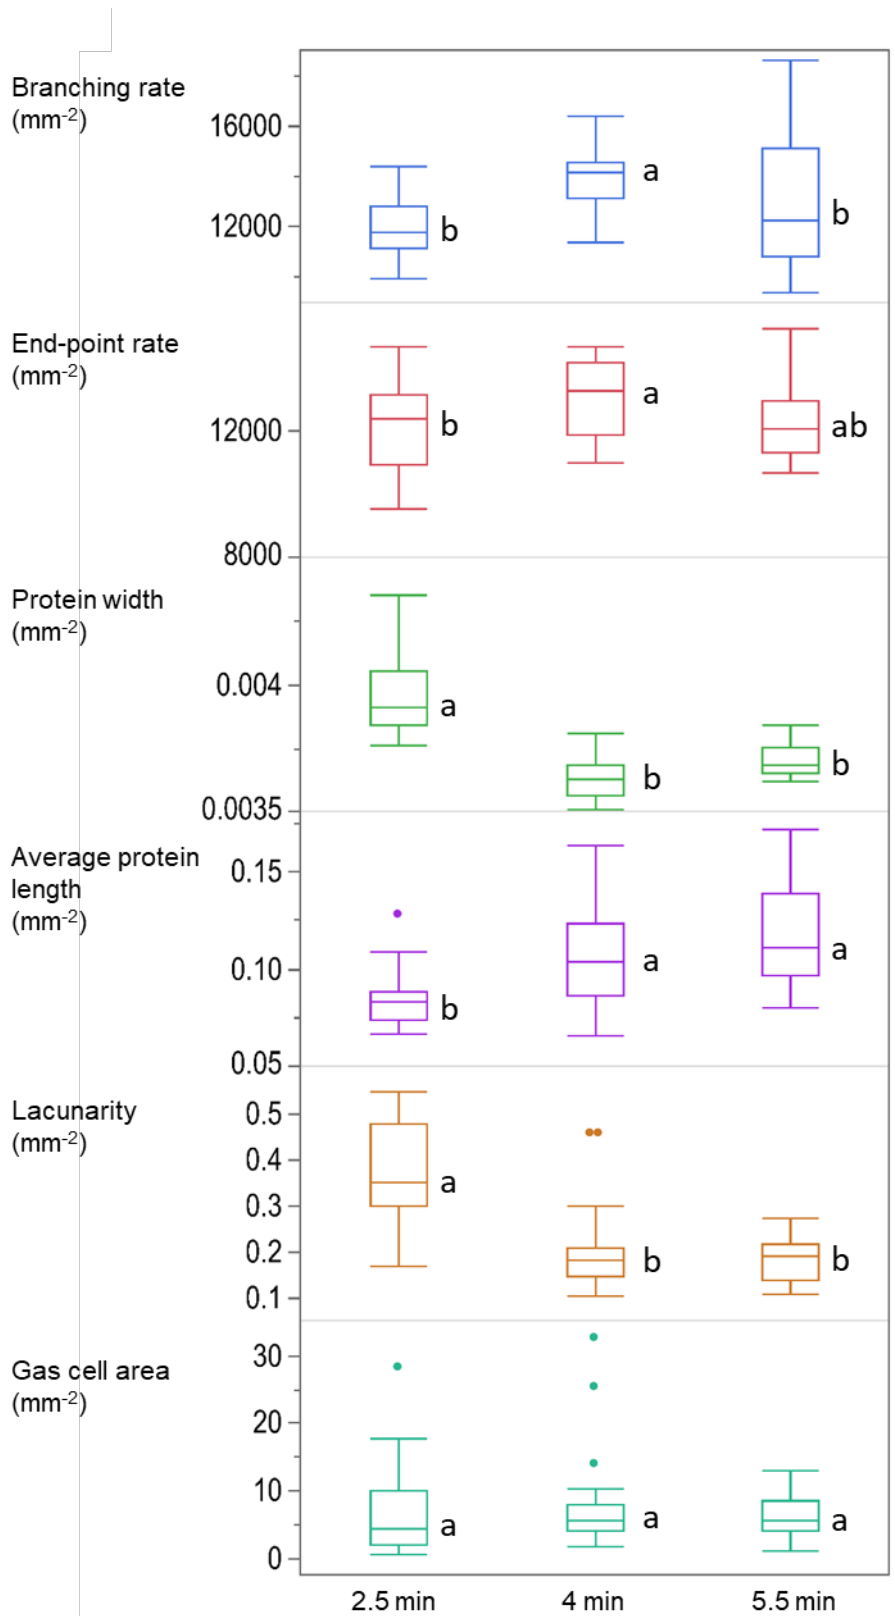 Branching rate
(mm-2)
16000
a
12000
b
b
End-point rate
(mm-2)
12000
b
a
ab
8000
Protein width
(mm-2)
0.004
a
b
b
0.0035
Average protein
length
(mm-2)
0.15
0.10
b
a
a
0.05
Lacunarity
(mm-2)
0.5
0.4
0.3
0.2
0.1
a
b
b
Gas cell area
(mm-2)
30
20
10
0
a
a
a
2.5 min 4 min 5.5 min